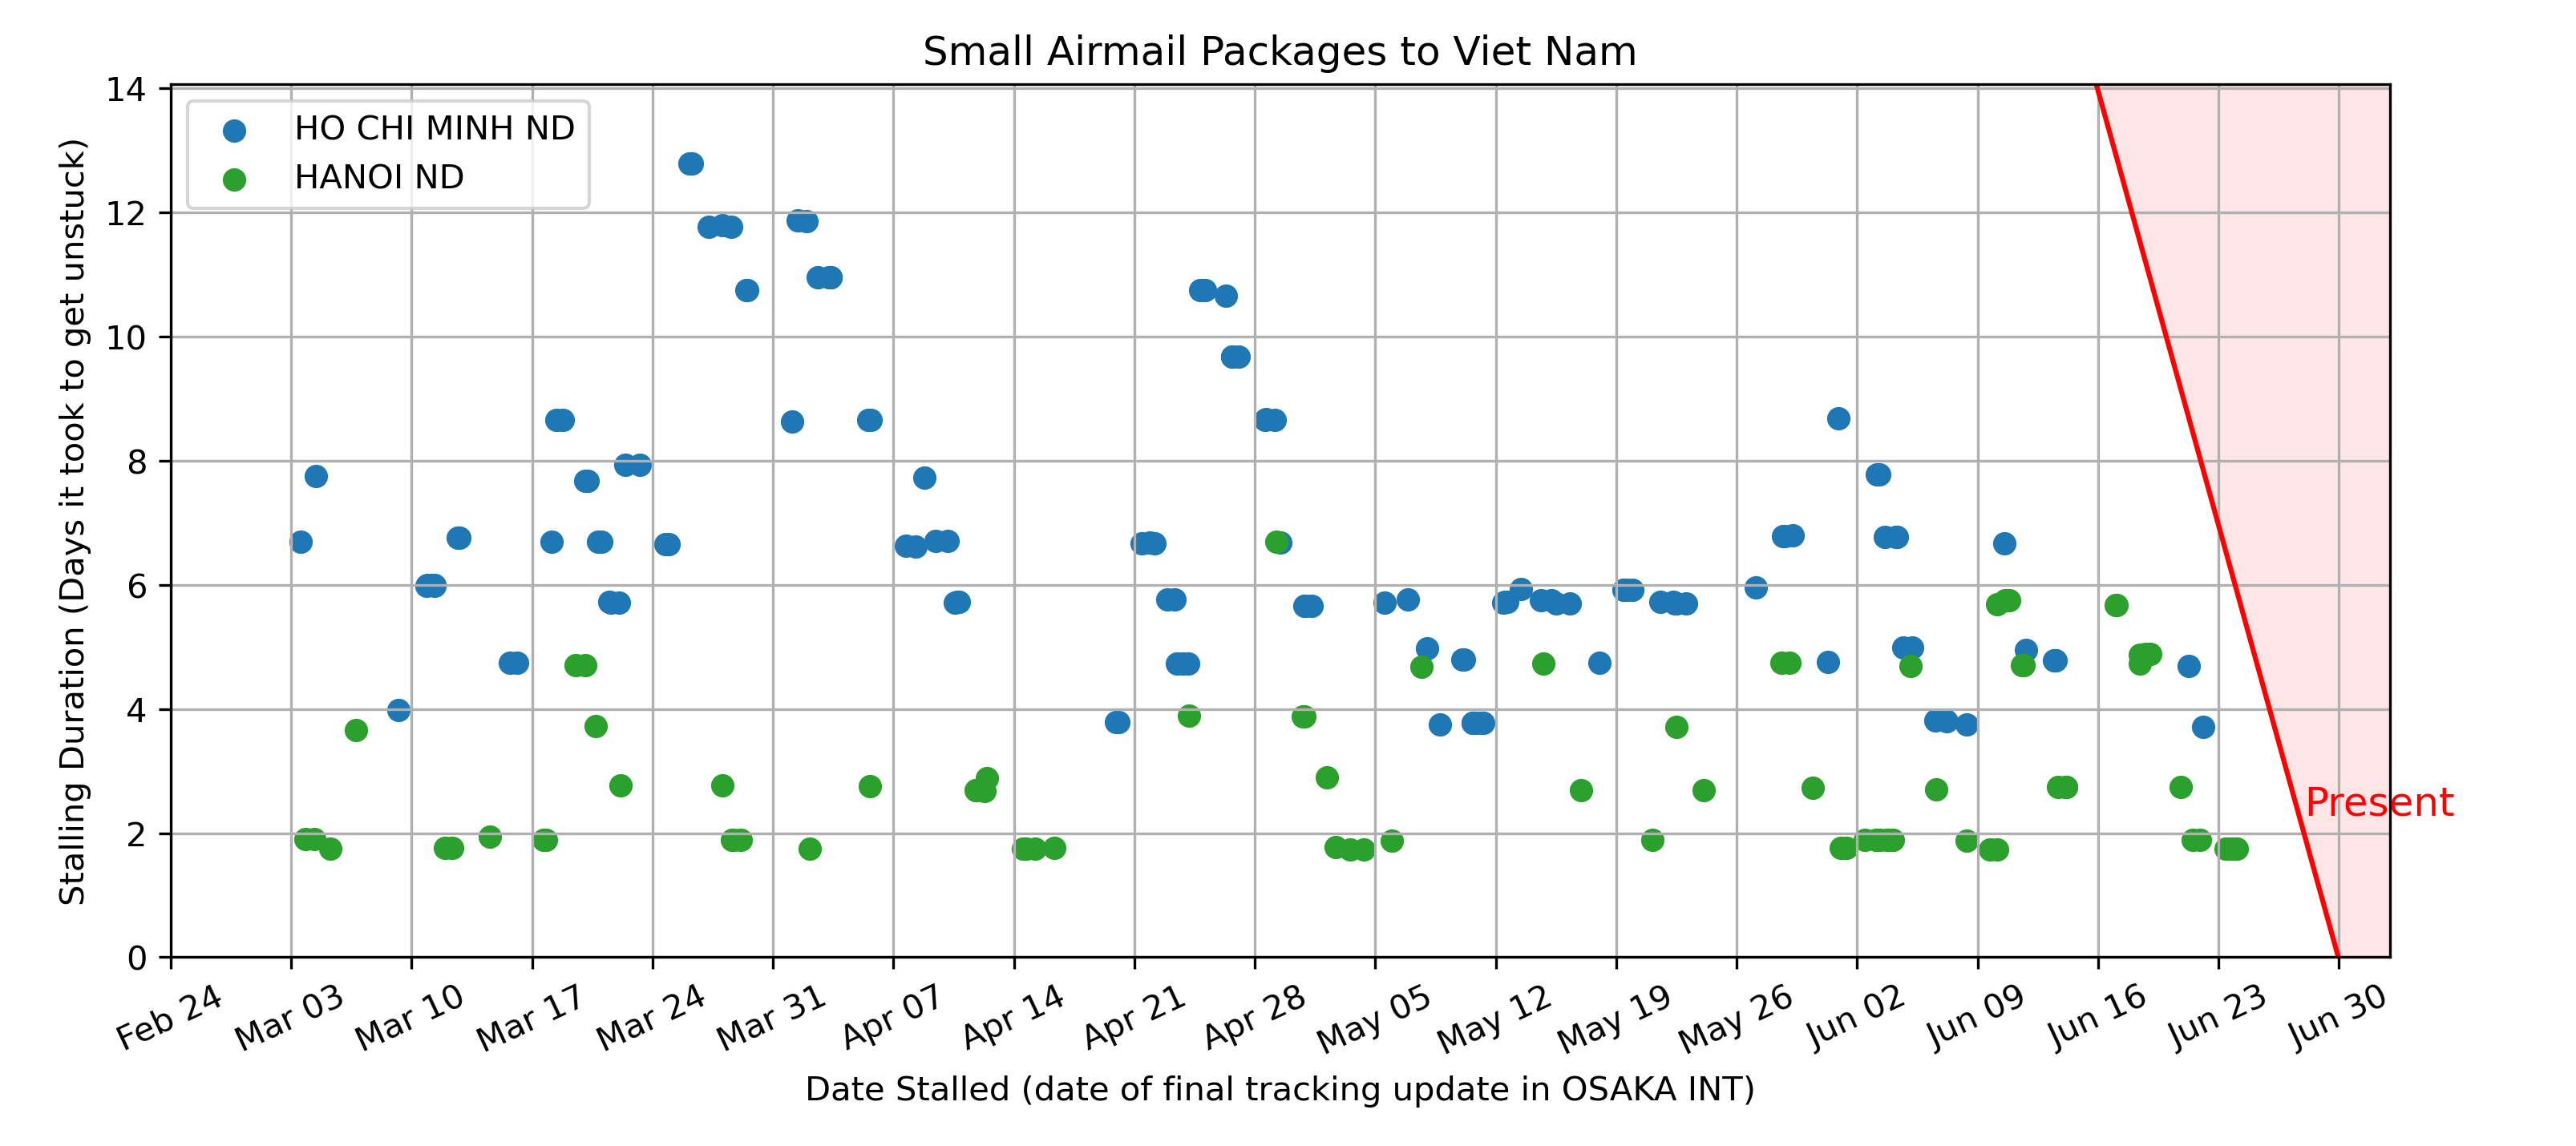 Small Airmail Packages to Viet Nam
HO CHI MINH ND
HANOI ND
Stalling Duration (Days it took to get unstuck)
14
12
10
8
6
4
2
0
Present
Feb 24
Mar 03
Mar 10
Mar 17
Mar 24
Mar 31
Apr 07
Apr 14
Apr 21
Apr 28
May 05
May 12
May 19
May 26
Jun 02
Jun 09
Jun 16
Jun 23
Jun 30
Date Stalled (date of final tracking update in OSAKA INT)